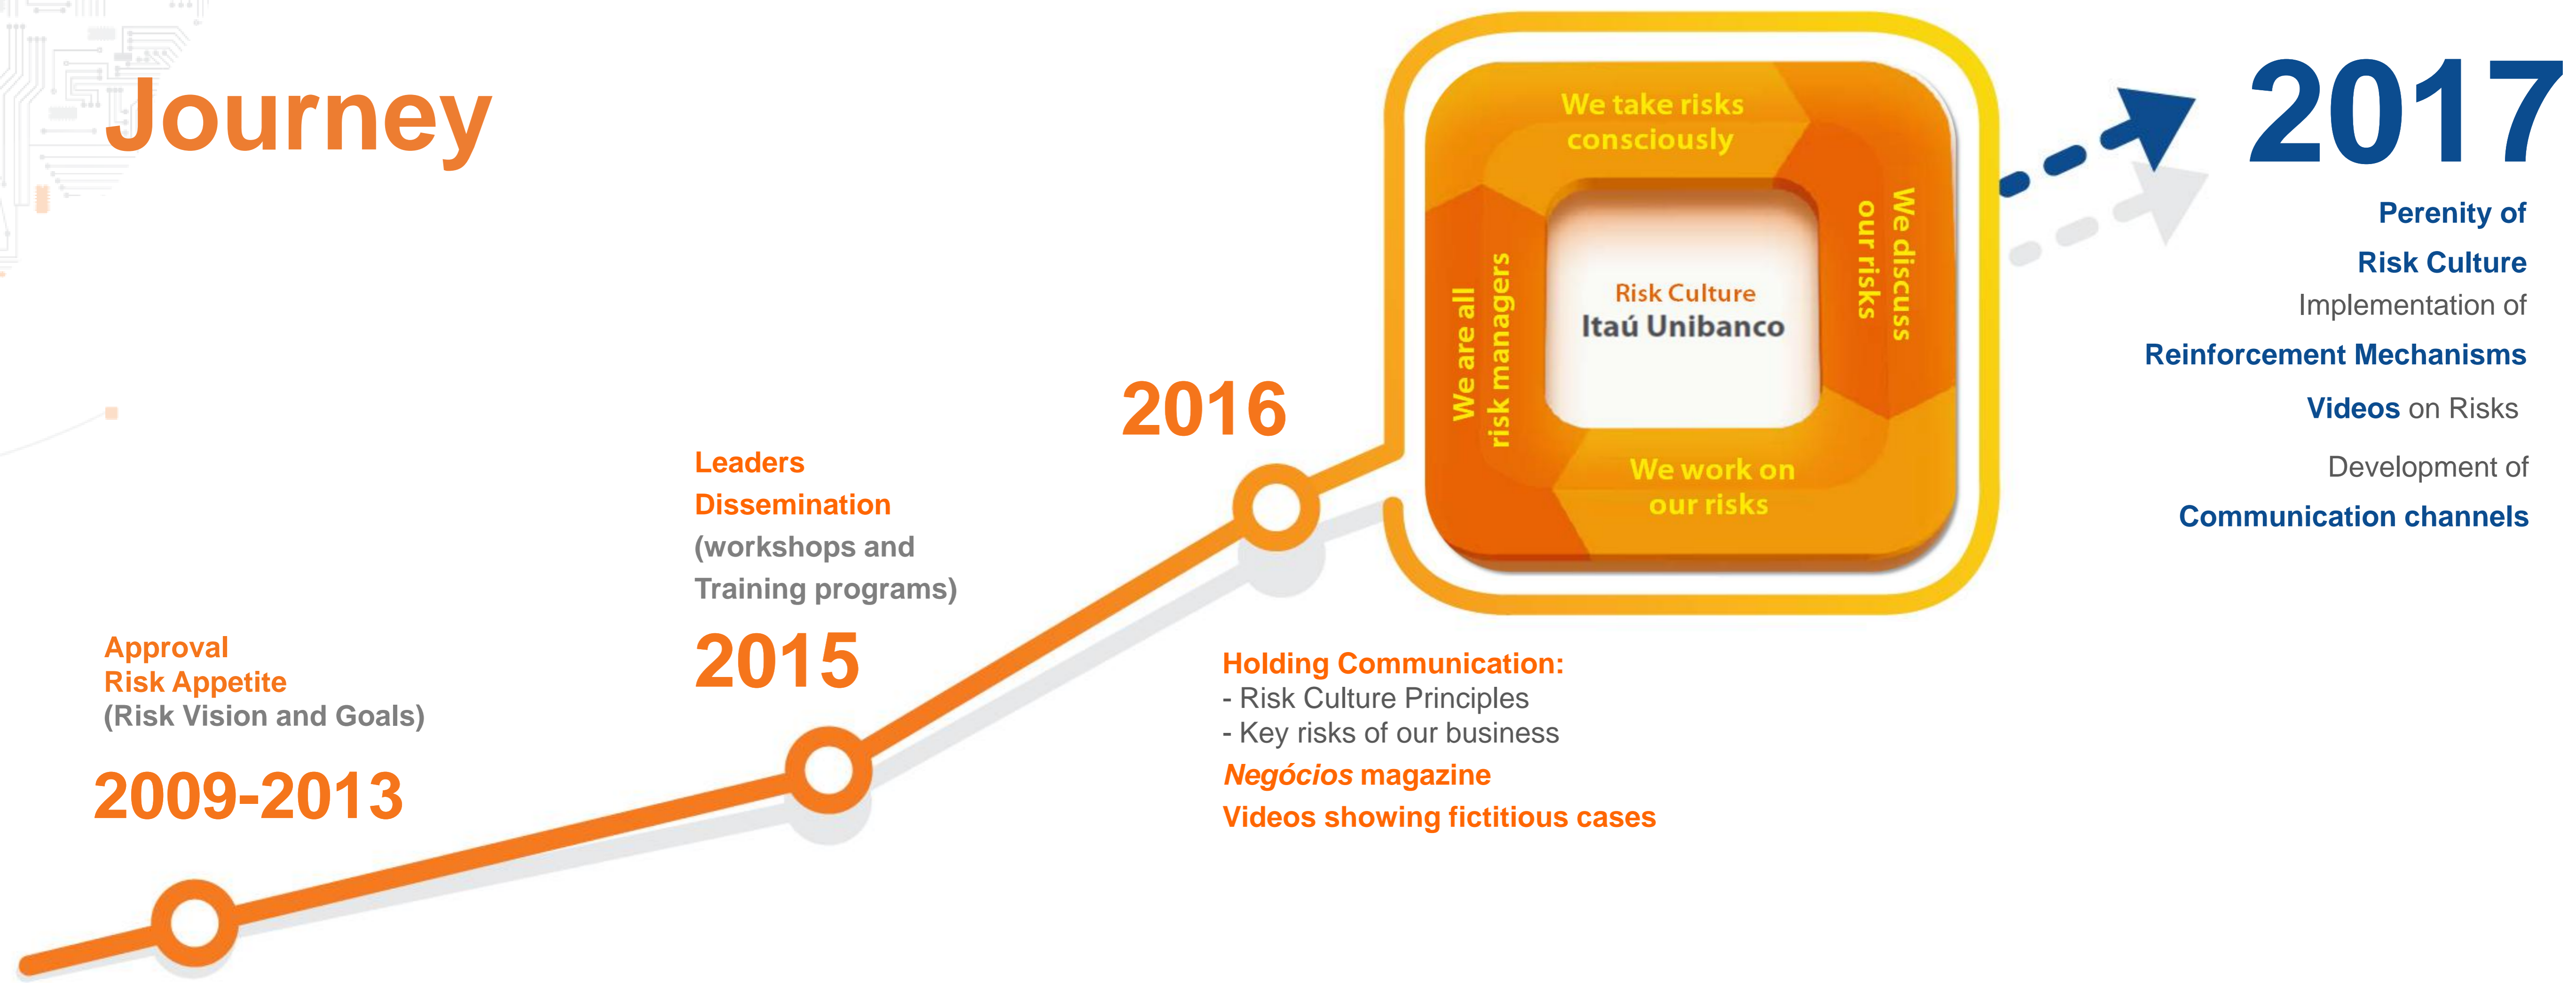 Journey
Approval
Risk Appetite
(Risk Vision and Goals)
2009-2013
Leaders
Dissemination
(workshops and
Training programs)
2015
2016
We take risks
consciously
We discuss
our risks
We work on
our risks
We are all
risk managers
Risk Culture
Itaú Unibanco
Holding Communication:
- Risk Culture Principles
- Key risks of our business
Negócios magazine
Videos showing fictitious cases
2017
Perenity of
Risk Culture
Implementation of
Reinforcement Mechanisms
Videos on Risks
Development of
Communication channels